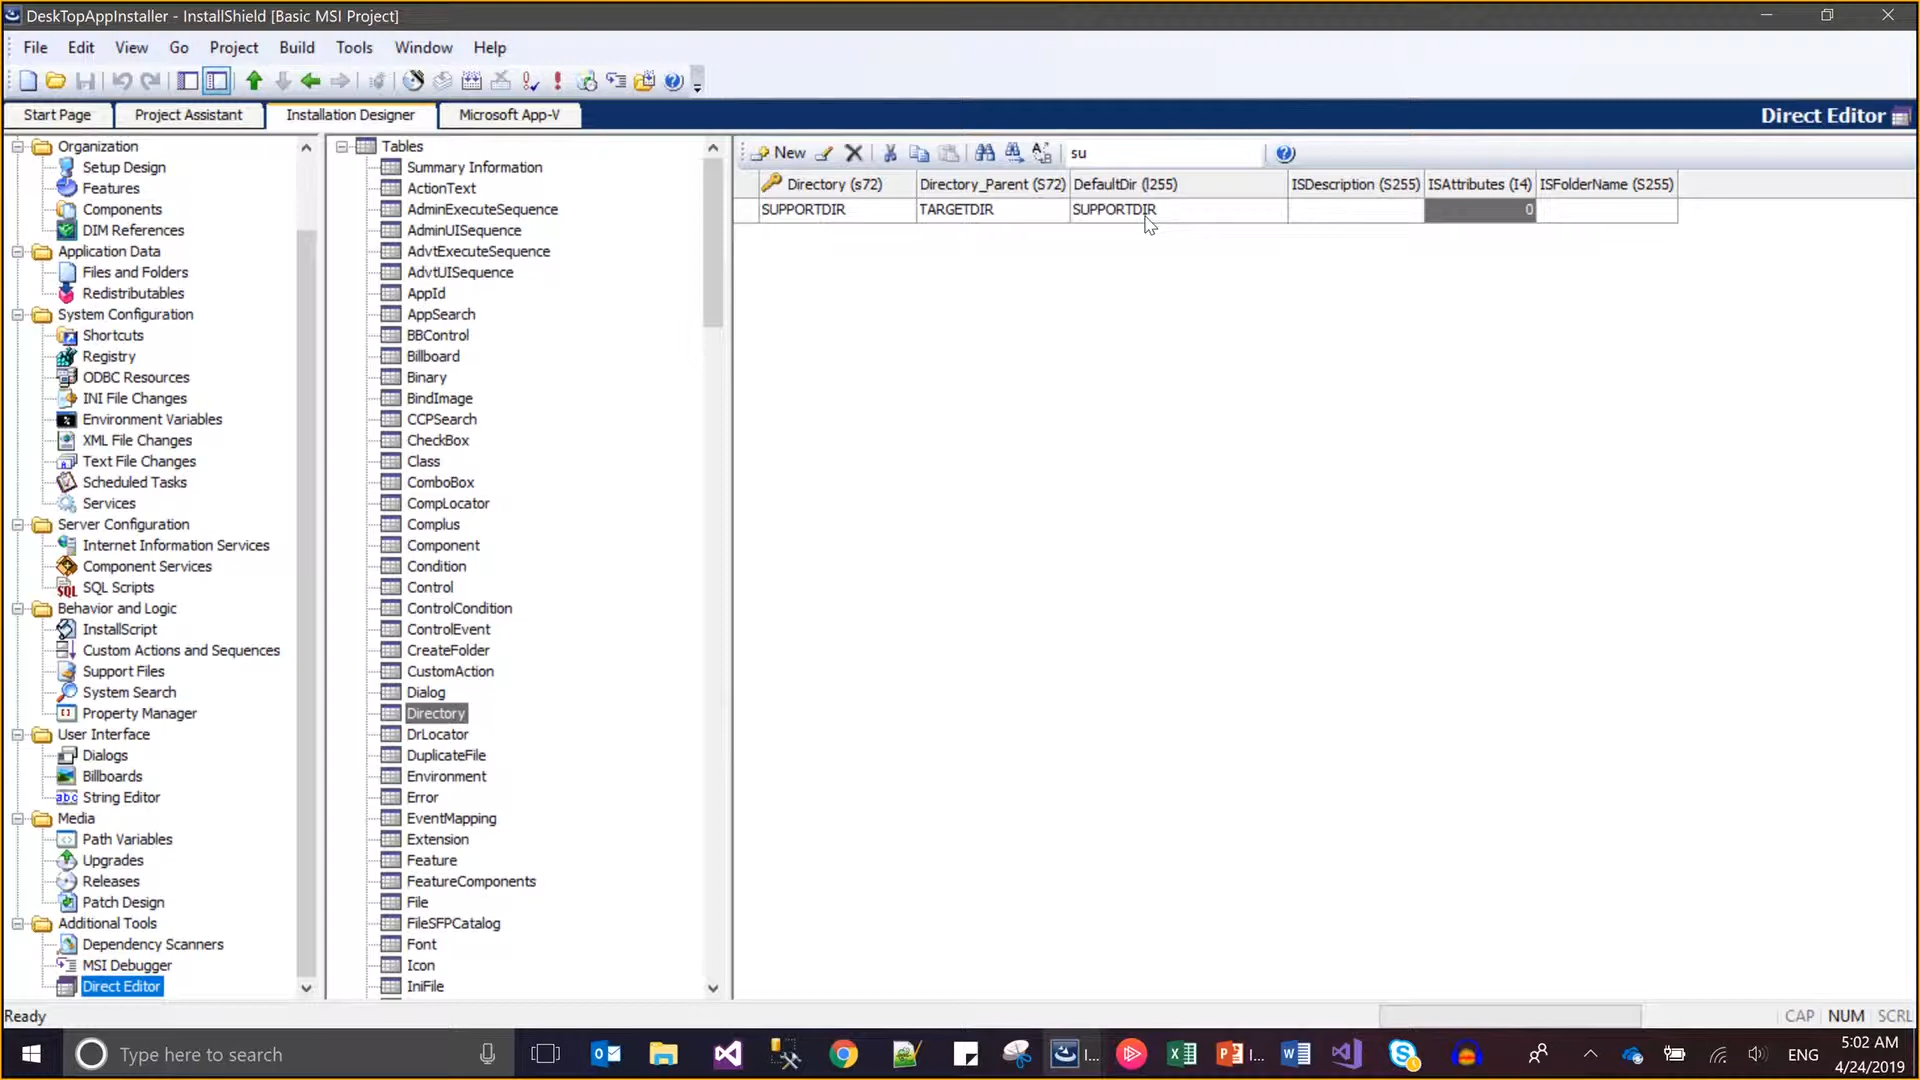 DeskTopAppInstaller - InstallShield [Basic MSI Project]
File Edit View Go Project Build Tools Window Help
Start Page Project Assistant Installation Designer Microsoft App-V Direct Editor
Organization
Setup Design
Features
Components
DIM References
Application Data
Files and Folders
Redistributables
System Configuration
Shortcuts
Registry
ODBC Resources
INI File Changes
Environment Variables
XML File Changes
Text File Changes
Scheduled Tasks
Services
Server Configuration
Internet Information Services
Component Services
SQL Scripts
Behavior and Logic
InstallScript
Custom Actions and Sequences
Support Files
System Search
Property Manager
User Interface
Dialogs
Billboards
String Editor
Media
Path Variables
Upgrades
Releases
Patch Design
Additional Tools
Dependency Scanners
MSI Debugger
Direct Editor
Tables
Summary Information
ActionText
AdminExecuteSequence
AdminUISequence
AdvtExecuteSequence
AdvtUISequence
AppId
AppSearch
BBControl
Billboard
Binary
BindImage
CCPSearch
CheckBox
Class
ComboBox
CompLocator
Complus
Component
Condition
Control
ControlCondition
ControlEvent
CreateFolder
CustomAction
Dialog
Directory
DrLocator
DuplicateFile
Environment
Error
EventMapping
Extension
Feature
FeatureComponents
File
FileSFPCatalog
Font
Icon
IniFile
New su
Directory (s72) Directory_Parent (S72) DefaultDir (l255) ISDescription (S255) ISAttributes (I4) ISFolderName (S255)
SUPPORTDIR TARGETDIR SUPPORTDIR 0
Ready CAP NUM SCRL
Type here to search I... I... ENG 5:02 AM
4/24/2019